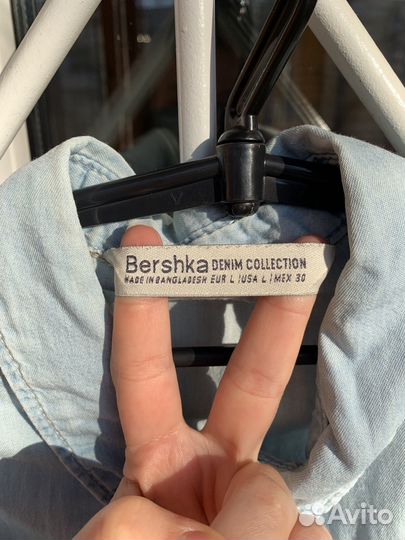 Bershka DENIM COLLECTION
MADE IN BANGLADESH EUR L | USA L | MEX 30
Avito